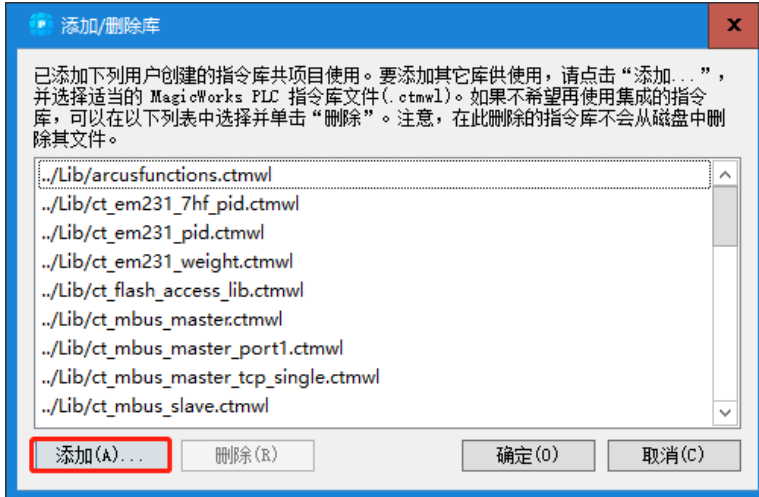 添加/删除库
x
已添加下列用户创建的指令库共项目使用。要添加其它库供使用，请点击“添加...”，
并选择适当的 MagicWorks PLC 指令库文件(.ctmwl)。如果不希望再使用集成的指令
库，可以在以下列表中选择并单击“删除”。注意，在此删除的指令库不会从磁盘中删
除其文件。
../Lib/arcusfunctions.ctmwl
../Lib/ct_em231_7hf_pid.ctmwl
../Lib/ct_em231_pid.ctmwl
../Lib/ct_em231_weight.ctmwl
../Lib/ct_flash_access_lib.ctmwl
../Lib/ct_mbus_master.ctmwl
../Lib/ct_mbus_master_port1.ctmwl
../Lib/ct_mbus_master_tcp_single.ctmwl
../Lib/ct_mbus_slave.ctmwl
添加(A)... 删除(R) 确定(O) 取消(C)